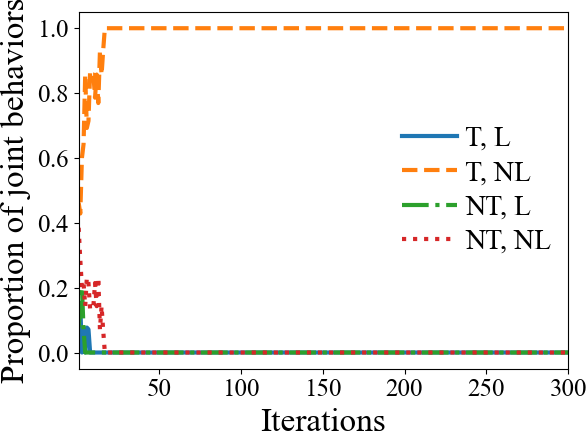 Proportion of joint behaviors
1.0
0.8
0.6
0.4
0.2
0.0
T, L
T, NL
NT, L
NT, NL
50 100 150 200 250 300
Iterations